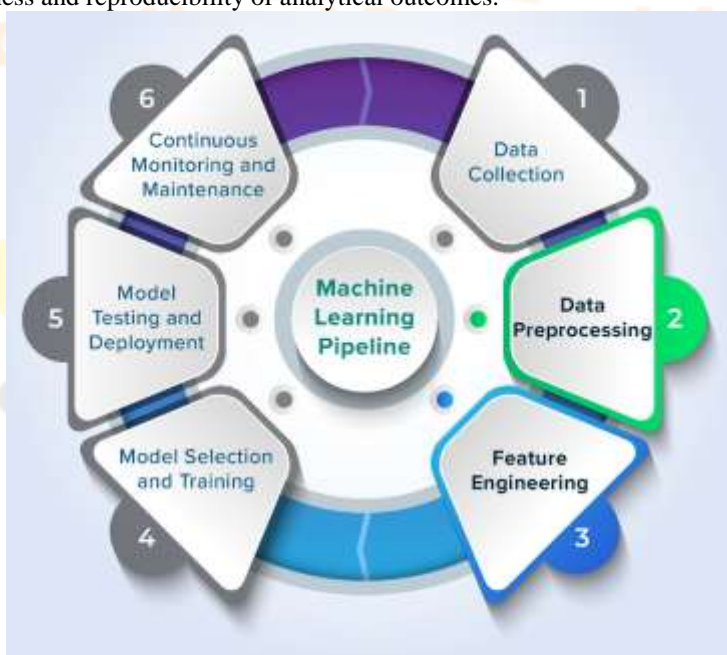 ness and reproducibility of analytical outcomes.
6
Continuous
Monitoring and
Maintenance
1
Data
Collection
5
Model
Testing and
Deployment
Machine
Learning
Pipeline
Data
Preprocessing
2
Model Selection
and Training
4
Feature
Engineering
3